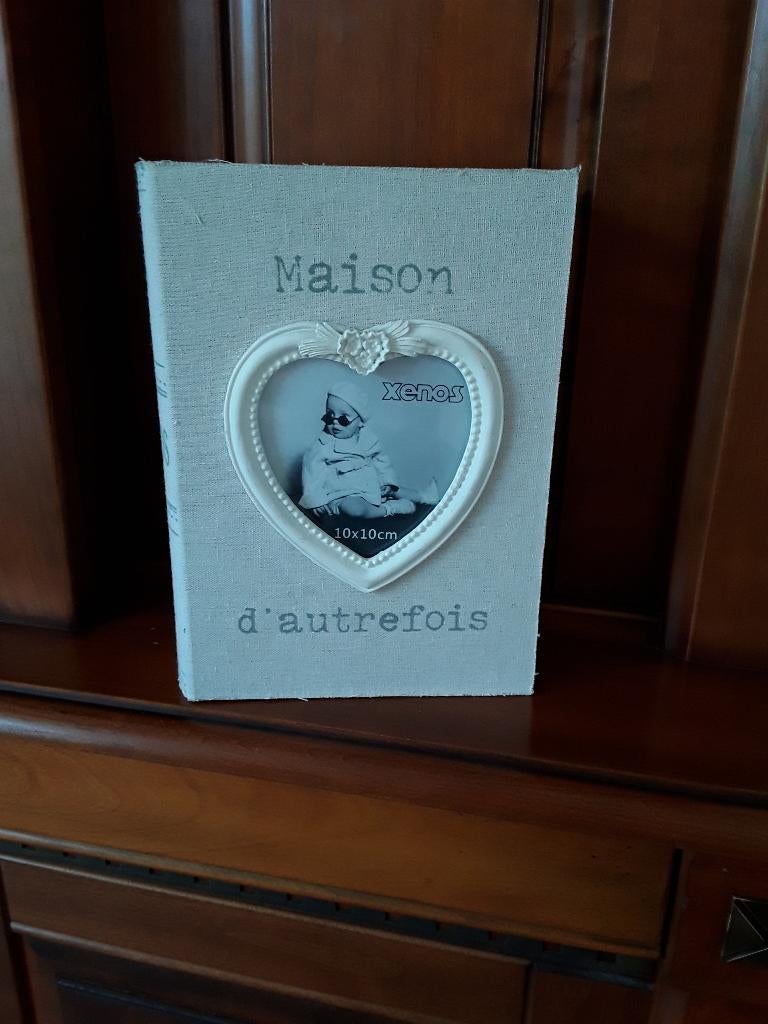 Maison
xenos
10x10cm
d'autrefois